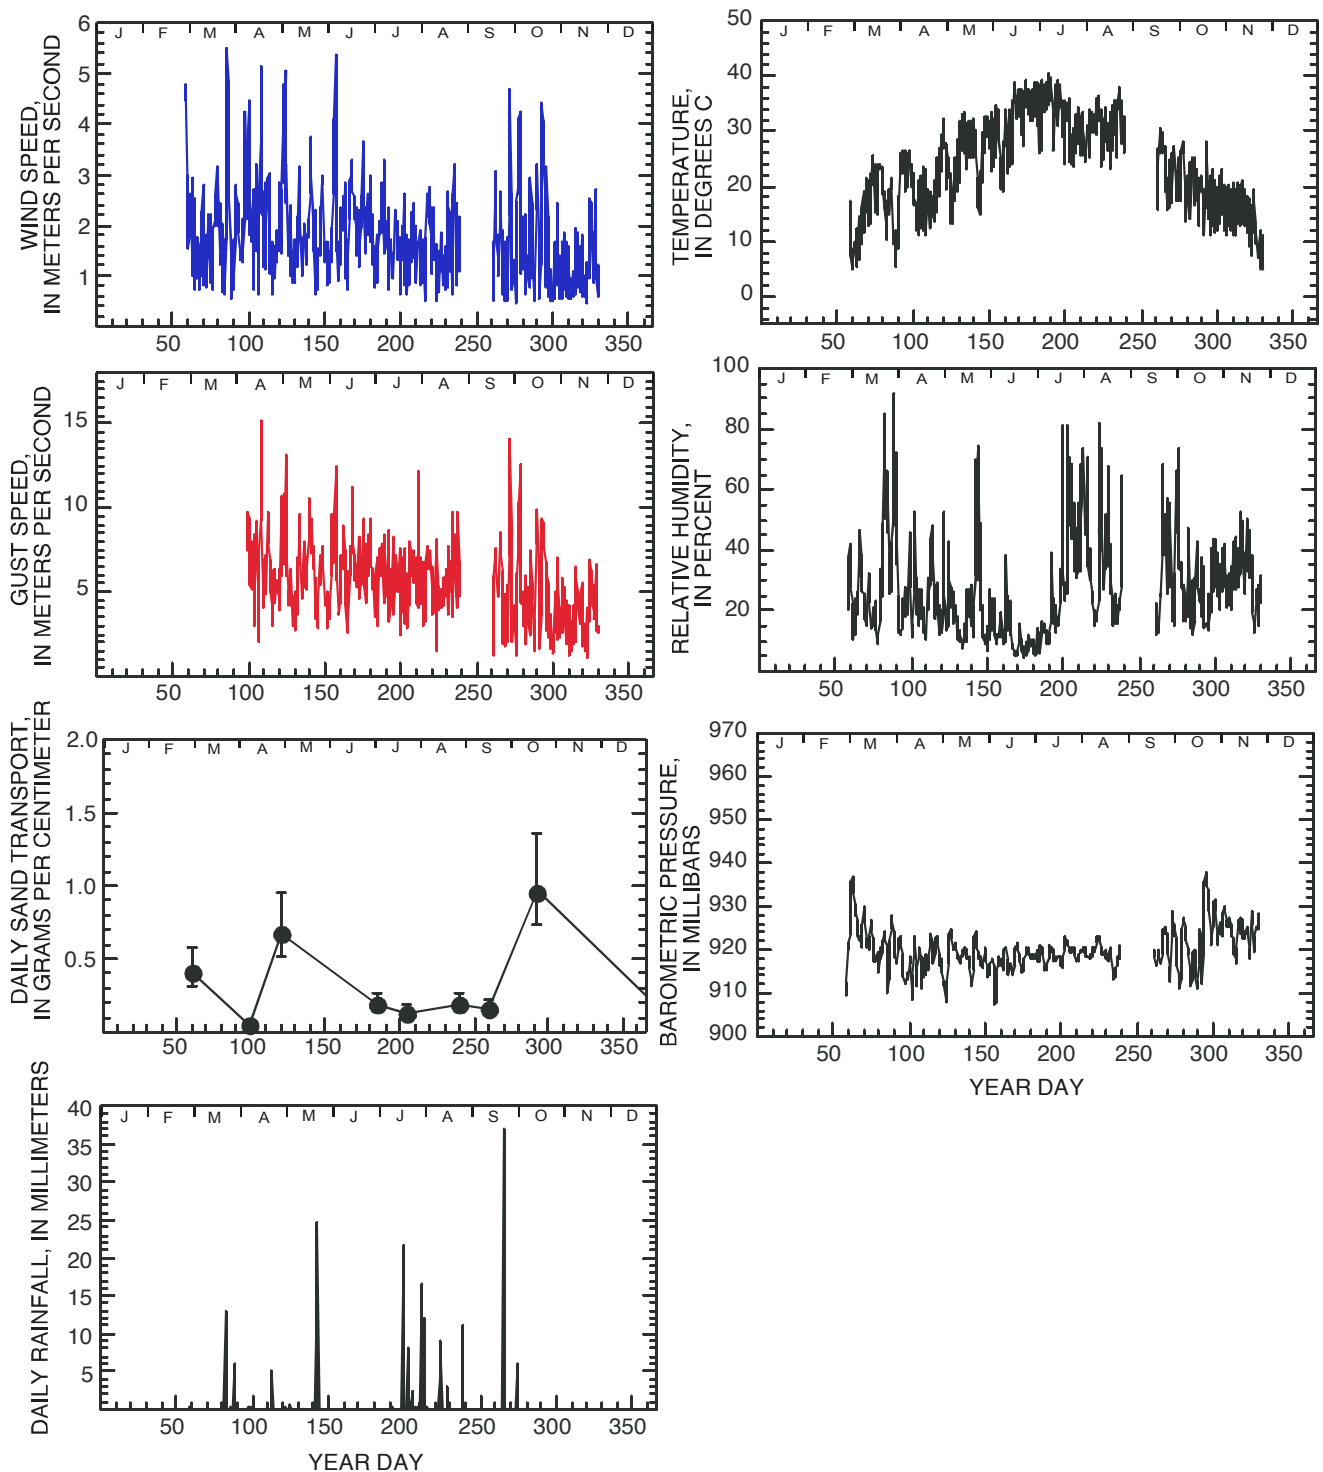 WIND SPEED,
IN METERS PER SECOND
6
5
4
3
2
1
J F M A M J J A S O N D
50 100 150 200 250 300 350
TEMPERATURE,
IN DEGREES C
50
40
30
20
10
0
J F M A M J J A S O N D
50 100 150 200 250 300 350
GUST SPEED,
IN METERS PER SECOND
15
10
5
J F M A M J J A S O N D
50 100 150 200 250 300 350
RELATIVE HUMIDITY,
IN PERCENT
100
80
60
40
20
J F M A M J J A S O N D
50 100 150 200 250 300 350
DAILY SAND TRANSPORT,
IN GRAMS PER CENTIMETER
2.0
1.5
1.0
0.5
J F M A M J J A S O N D
50 100 150 200 250 300 350
BAROMETRIC PRESSURE,
IN MILLIBARS
970
960
950
940
930
920
910
900
J F M A M J J A S O N D
50 100 150 200 250 300 350
YEAR DAY
DAILY RAINFALL, IN MILLIMETERS
40
35
30
25
20
15
10
5
J F M A M J J A S O N D
50 100 150 200 250 300 350
YEAR DAY